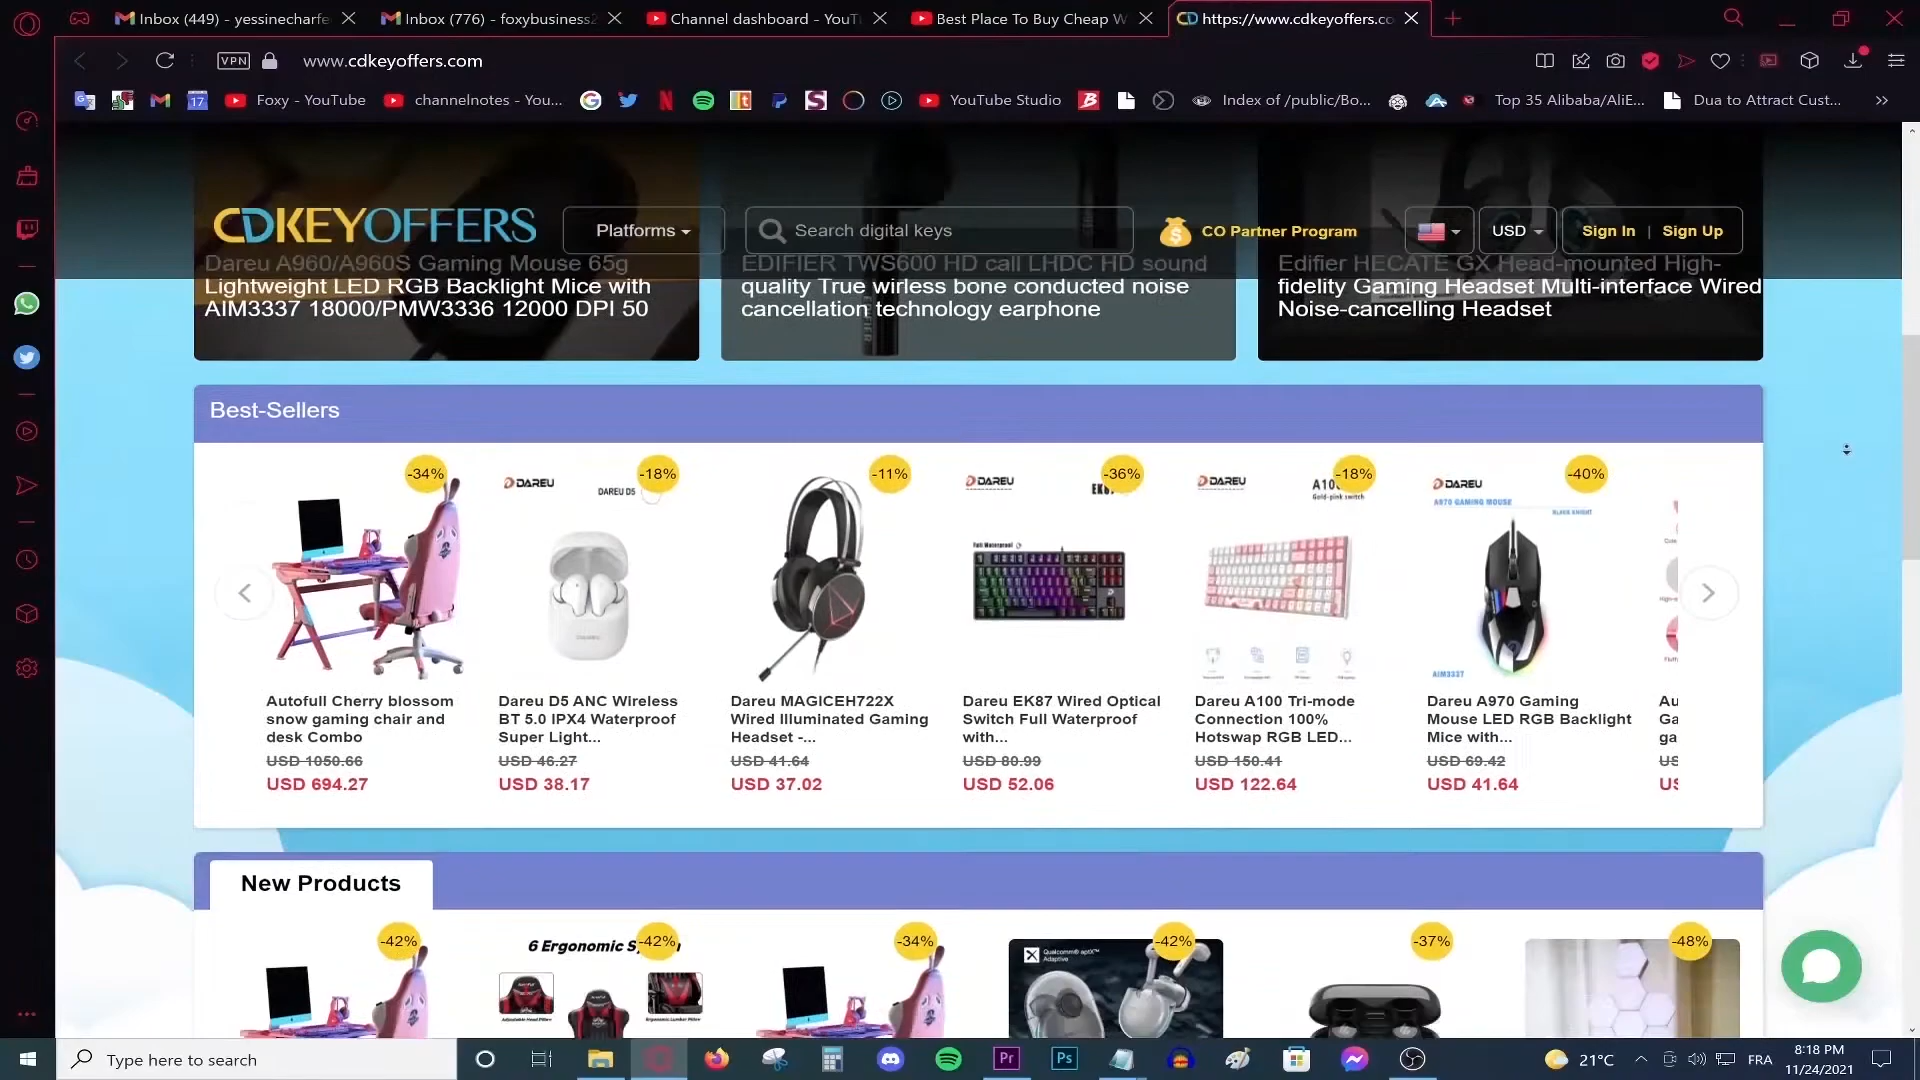 Inbox (449) - yessinecharfe
Inbox (776) - foxybusiness2
Channel dashboard - YouT
Best Place To Buy Cheap W
https://www.cdkeyoffers.co
VPN
www.cdkeyoffers.com
17
Foxy - YouTube
channelnotes - You...
YouTube Studio
Index of /public/Bo...
Top 35 Alibaba/AliE...
Dua to Attract Cust...
CDKEYOFFERS
Platforms
Search digital keys
CO Partner Program
USD
Sign In | Sign Up
Dareu A960/A960S Gaming Mouse 65g
Lightweight LED RGB Backlight Mice with
AIM3337 18000/PMW3336 12000 DPI 50
EDIFIER TWS600 HD call LHDC HD sound
quality True wirless bone conducted noise
cancellation technology earphone
Edifier HECATE GX Head-mounted High-
fidelity Gaming Headset Multi-interface Wired
Noise-cancelling Headset
Best-Sellers
-34%
Autofull Cherry blossom
snow gaming chair and
desk Combo
USD 1050.66
USD 694.27
DAREU
DAREU D5
-18%
Dareu D5 ANC Wireless
BT 5.0 IPX4 Waterproof
Super Light...
USD 46.27
USD 38.17
-11%
Dareu MAGICEH722X
Wired Illuminated Gaming
Headset -...
USD 41.64
USD 37.02
DAREU
EK87
-36%
Full Waterproof
Dareu EK87 Wired Optical
Switch Full Waterproof
with...
USD 80.99
USD 52.06
DAREU
A100
Gold-pink switch
-18%
Dareu A100 Tri-mode
Connection 100%
Hotswap RGB LED...
USD 150.41
USD 122.64
DAREU
-40%
A970 GAMING MOUSE
BLACK KNIGHT
AIM3337
Dareu A970 Gaming
Mouse LED RGB Backlight
Mice with...
USD 69.42
USD 41.64
Au
Ga
ga
US
US
New Products
-42%
6 Ergonomic S
-42%
Adjustable Head Pillow
Ergonomic Lumbar Pillow
-34%
Qualcomm® aptX™
Adaptive
-42%
-37%
-48%
Type here to search
Pr
Ps
21°C
FRA
8:18 PM
11/24/2021